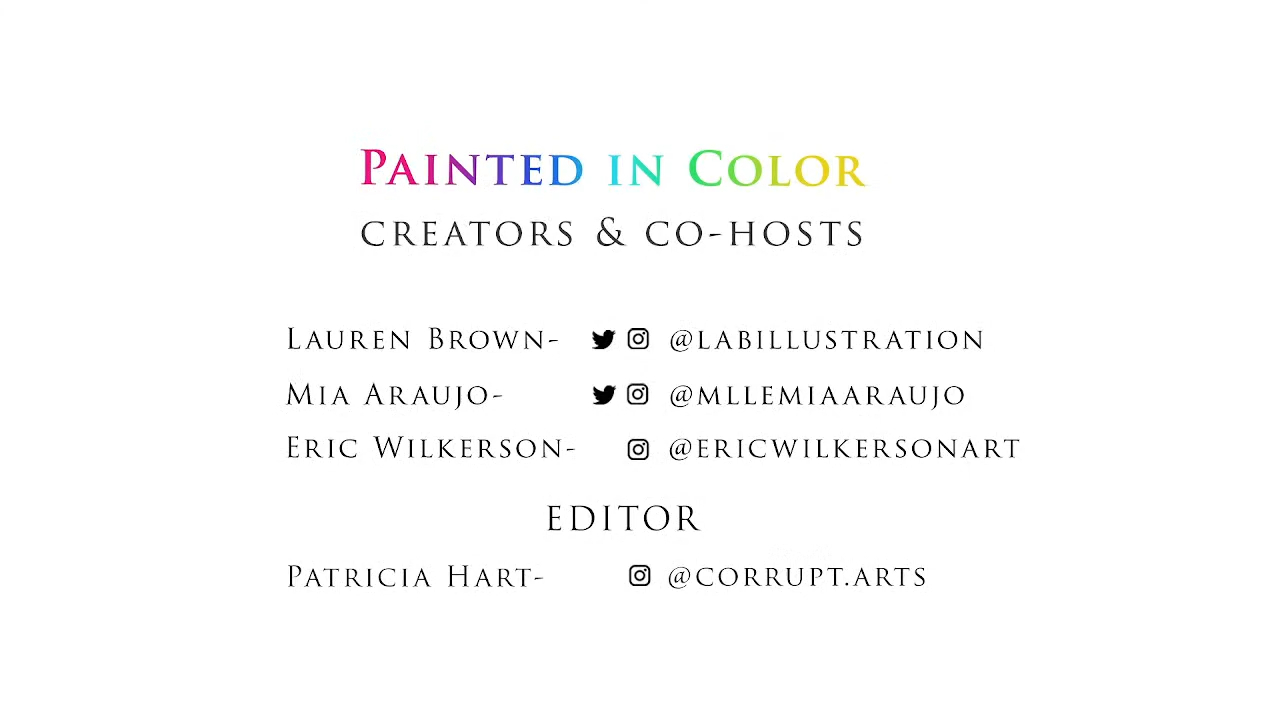 Painted in Color
creators & co-hosts
Lauren Brown- @labillustration
Mia Araujo- @mllemiaaraujo
Eric Wilkerson- @ericwilkersonart
EDITOR
Patricia Hart- @corrupt.arts